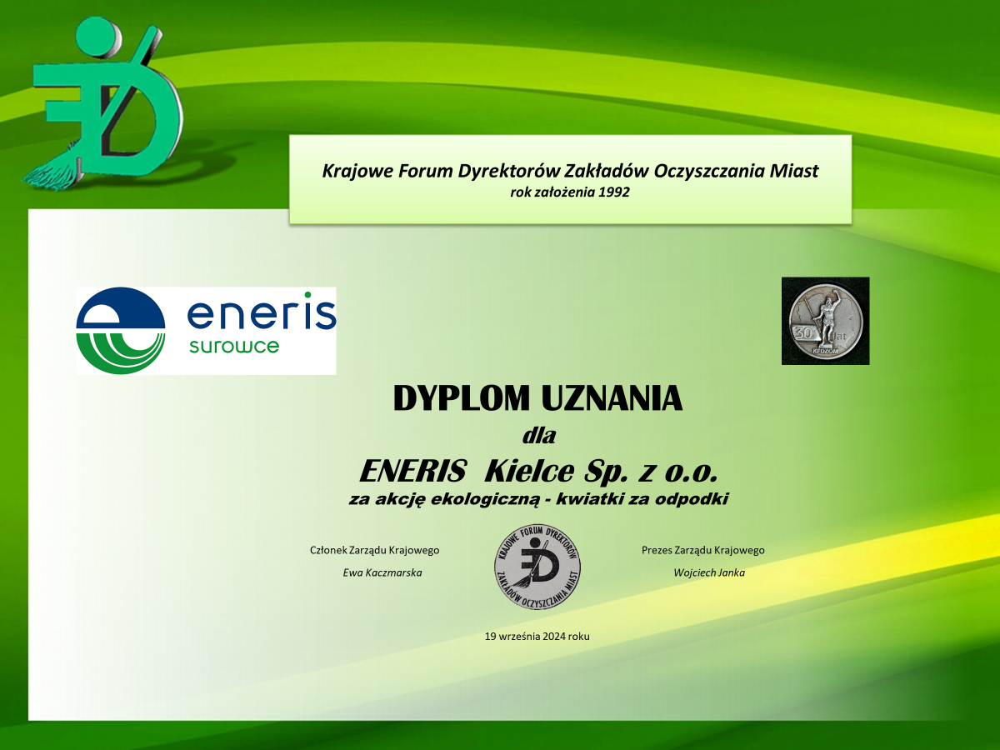 Krajowe Forum Dyrektorów Zakładów Oczyszczania Miast
rok założenia 1992
eneris
surowce
30 lat
KFDZOM
DYPLOM UZNANIA
dla
ENERIS Kielce Sp. z o.o.
za akcję ekologiczną - kwiatki za odpodki
KRAJOWE FORUM DYREKTORÓW
ZAKŁADÓW OCZYSZCZANIA MIAST
Członek Zarządu Krajowego
Prezes Zarządu Krajowego
Ewa Kaczmarska
Wojciech Janka
19 września 2024 roku